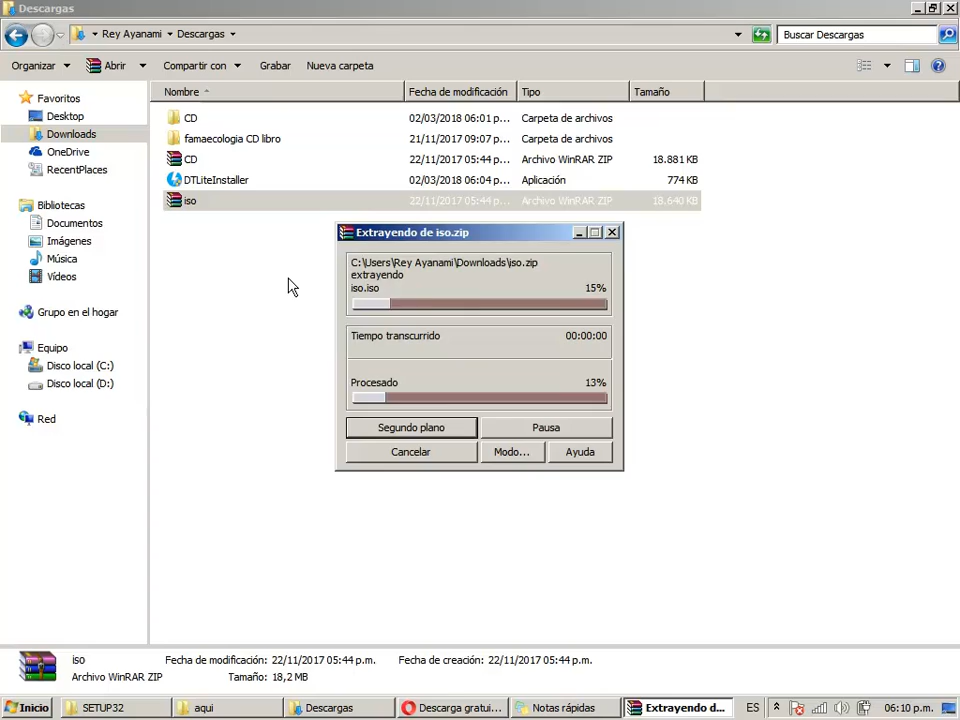 Descargas
Rey Ayanami Descargas
Buscar Descargas
Organizar Abrir Compartir con Grabar Nueva carpeta
Nombre Fecha de modificación Tipo Tamaño
CD 02/03/2018 06:01 p... Carpeta de archivos
famaecologia CD libro 21/11/2017 09:07 p... Carpeta de archivos
CD 22/11/2017 05:44 p... Archivo WinRAR ZIP 18.881 KB
DTLiteInstaller 02/03/2018 06:04 p... Aplicación 774 KB
iso 22/11/2017 05:44 p... Archivo WinRAR ZIP 18.640 KB
Favoritos
Desktop
Downloads
OneDrive
RecentPlaces
Bibliotecas
Documentos
Imágenes
Música
Vídeos
Grupo en el hogar
Equipo
Disco local (C:)
Disco local (D:)
Red
Extrayendo de iso.zip
C:\Users\Rey Ayanami\Downloads\iso.zip
extrayendo
iso.iso 15%
Tiempo transcurrido 00:00:00
Procesado 13%
Segundo plano Pausa
Cancelar Modo... Ayuda
iso Fecha de modificación: 22/11/2017 05:44 p.m. Fecha de creación: 22/11/2017 05:44 p.m.
Archivo WinRAR ZIP Tamaño: 18,2 MB
Inicio SETUP32 aqui Descargas Descarga gratui... Notas rápidas Extrayendo d... ES 06:10 p.m.